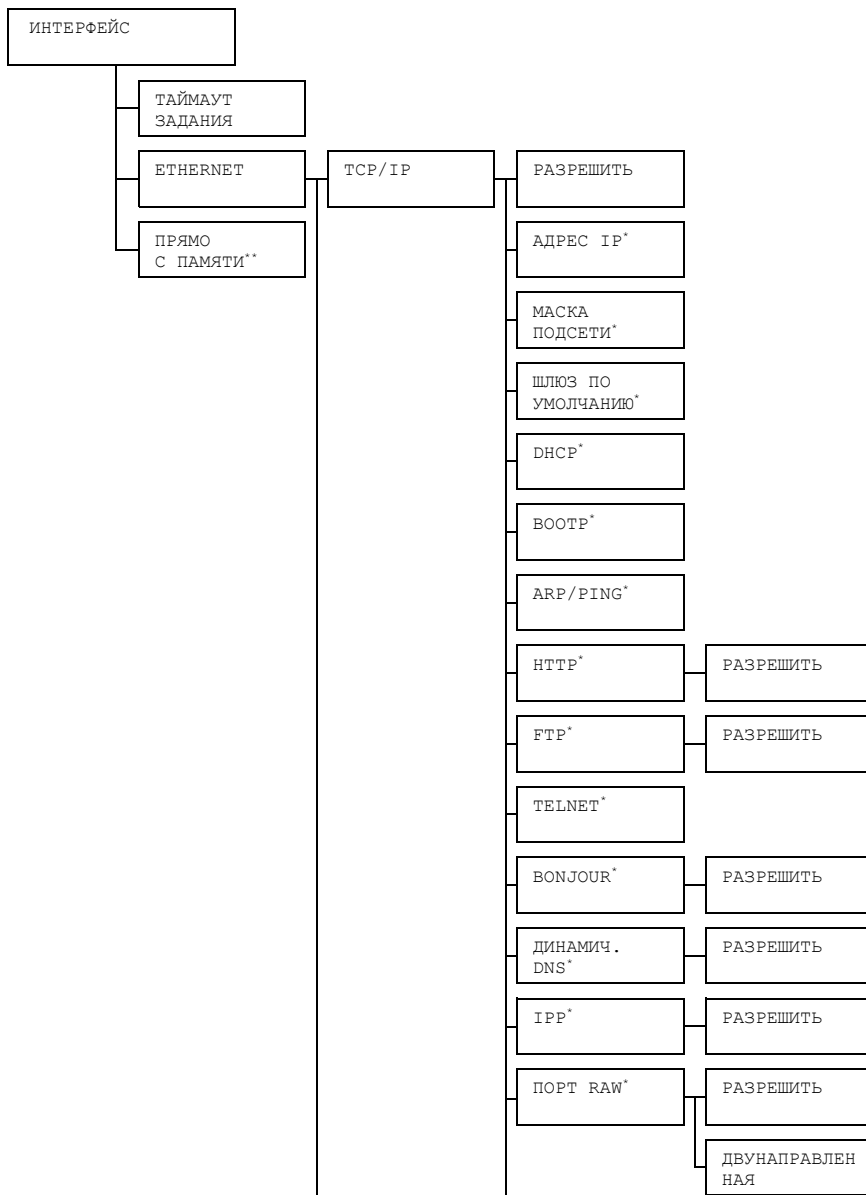 ИНТЕРФЕЙС
ТАЙМАУТ
ЗАДАНИЯ
ETHERNET
TCP/IP
РАЗРЕШИТЬ
ПРЯМО
С ПАМЯТИ**
АДРЕС IP*
МАСКА
ПОДСЕТИ*
ШЛЮЗ ПО
УМОЛЧАНИЮ*
DHCP*
BOOTP*
ARP/PING*
HTTP*
РАЗРЕШИТЬ
FTP*
РАЗРЕШИТЬ
TELNET*
BONJOUR*
РАЗРЕШИТЬ
ДИНАМИЧ.
DNS*
РАЗРЕШИТЬ
IPP*
РАЗРЕШИТЬ
ПОРТ RAW*
РАЗРЕШИТЬ
ДВУНАПРАВЛЕН
НАЯ